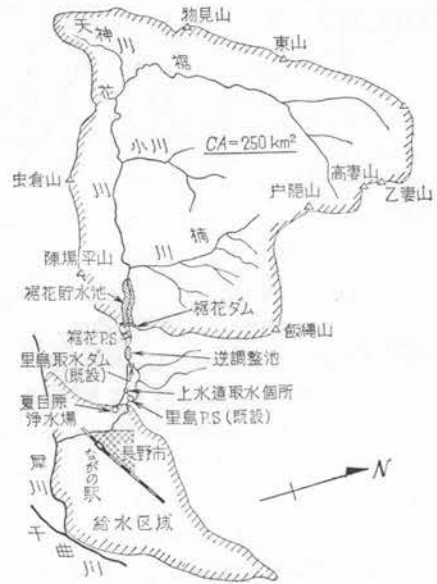 物見山
天神川
東山
裾
花
川
小川
CA=250 km²
高妻山
乙妻山
戸隠山
虫倉山
楠
川
陣場平山
裾花貯水池
裾花ダム
飯縄山
裾花P.S
里島取水ダム
(既設)
逆調整池
上水道取水個所
夏目原
浄水場
里島P.S(既設)
長野市
ながの駅
犀川
給水区域
千曲川
N